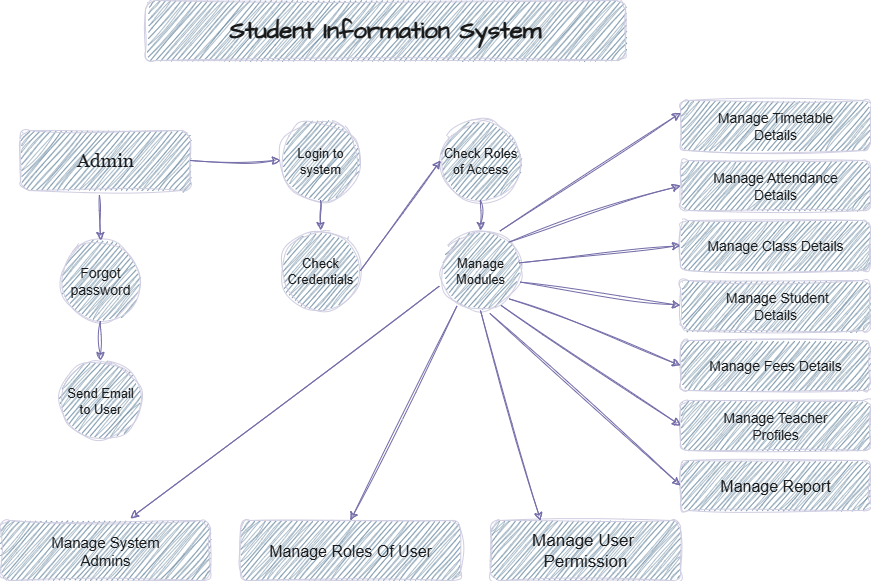 Student Information System
Admin
Login to
system
Check Roles
of Access
Manage Timetable
Details
Manage Attendance
Details
Forgot
password
Check
Credentials
Manage
Modules
Manage Class Details
Manage Student
Details
Manage Fees Details
Send Email
to User
Manage Teacher
Profiles
Manage Report
Manage System
Admins
Manage Roles Of User
Manage User
Permission